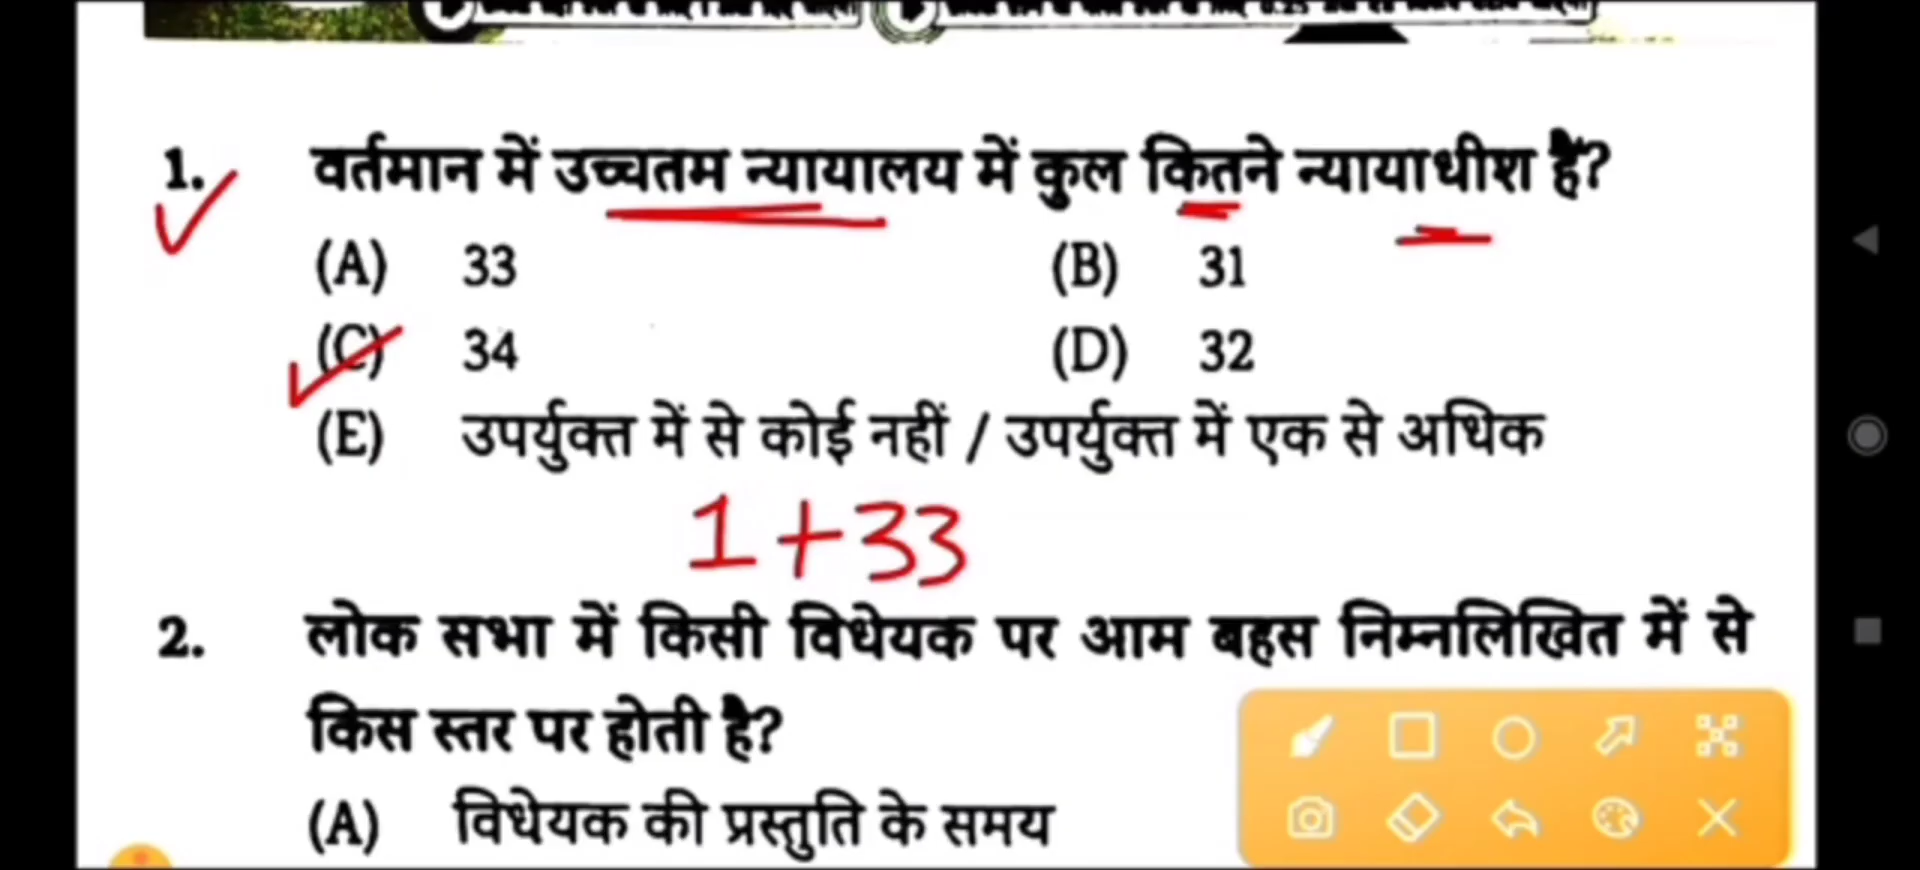 1. वर्तमान में उच्चतम न्यायालय में कुल कितने न्यायाधीश हैं?
(A) 33 (B) 31
(C) 34 (D) 32
(E) उपर्युक्त में से कोई नहीं / उपर्युक्त में एक से अधिक
1+33
2. लोक सभा में किसी विधेयक पर आम बहस निम्नलिखित में से
किस स्तर पर होती है?
(A) विधेयक की प्रस्तुति के समय